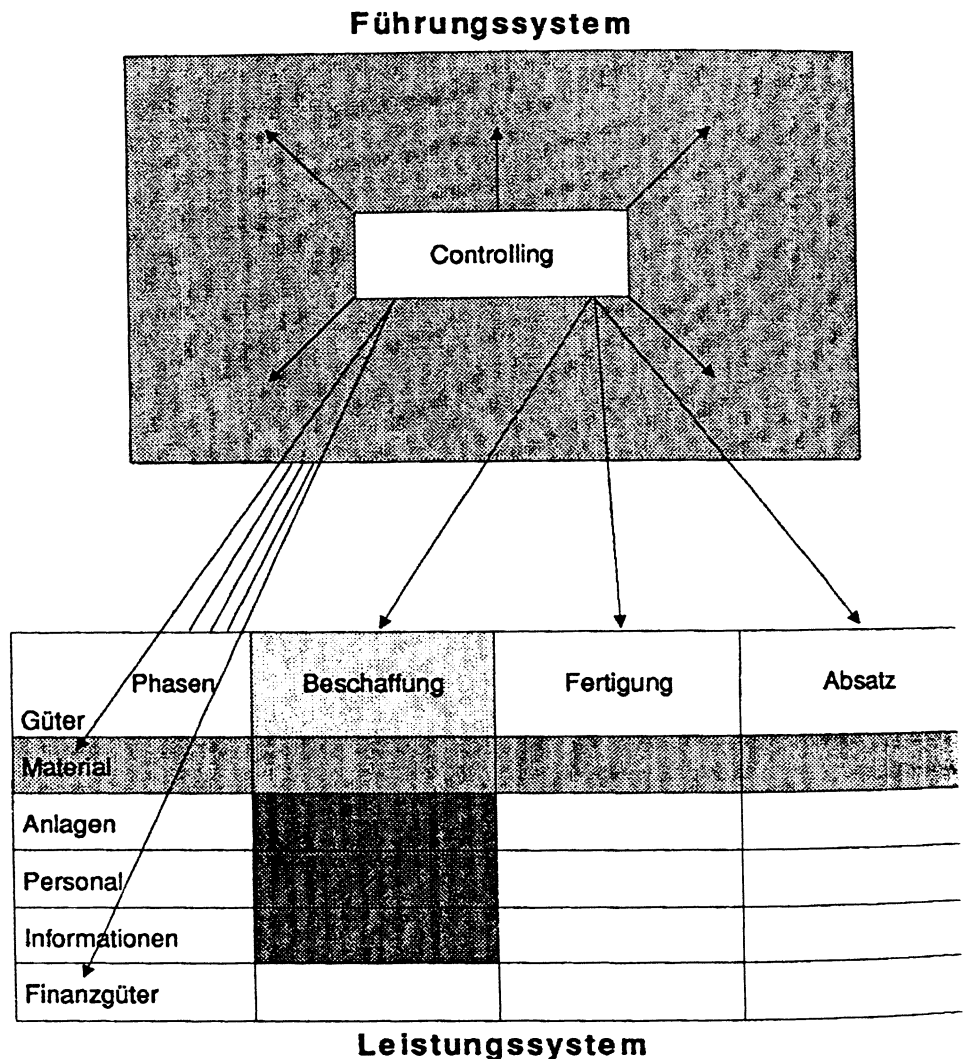 Führungssystem
Controlling
Phasen Beschaffung Fertigung Absatz
Güter
Material
Anlagen
Personal
Informationen
Finanzgüter
Leistungssystem